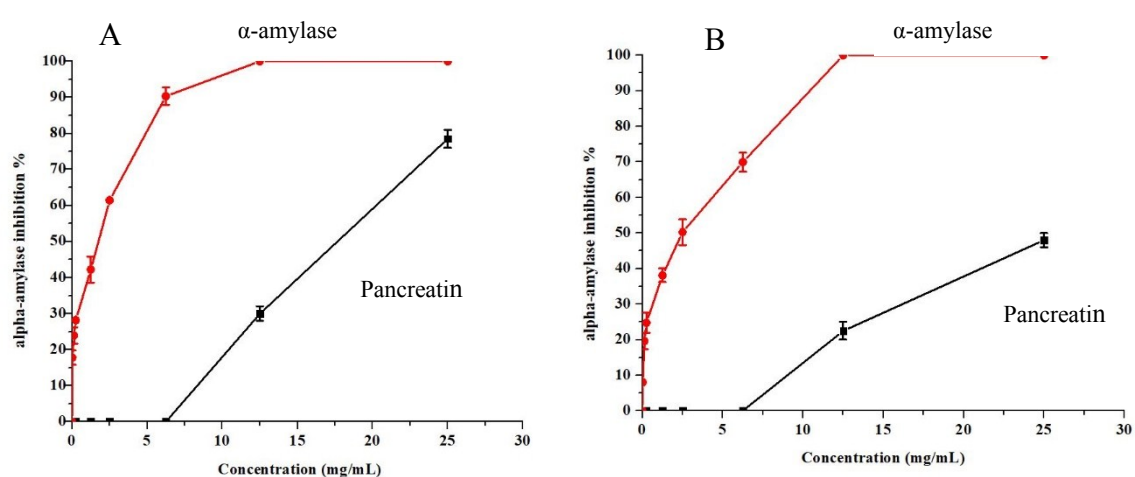 A
α-amylase
100
90
80
70
60
50
40
30
20
10
0
alpha-amylase inhibition %
Pancreatin
0 5 10 15 20 25 30
Concentration (mg/mL)
B
α-amylase
100
90
80
70
60
50
40
30
20
10
0
alpha-amylase inhibition %
Pancreatin
0 5 10 15 20 25 30
Concentration (mg/mL)